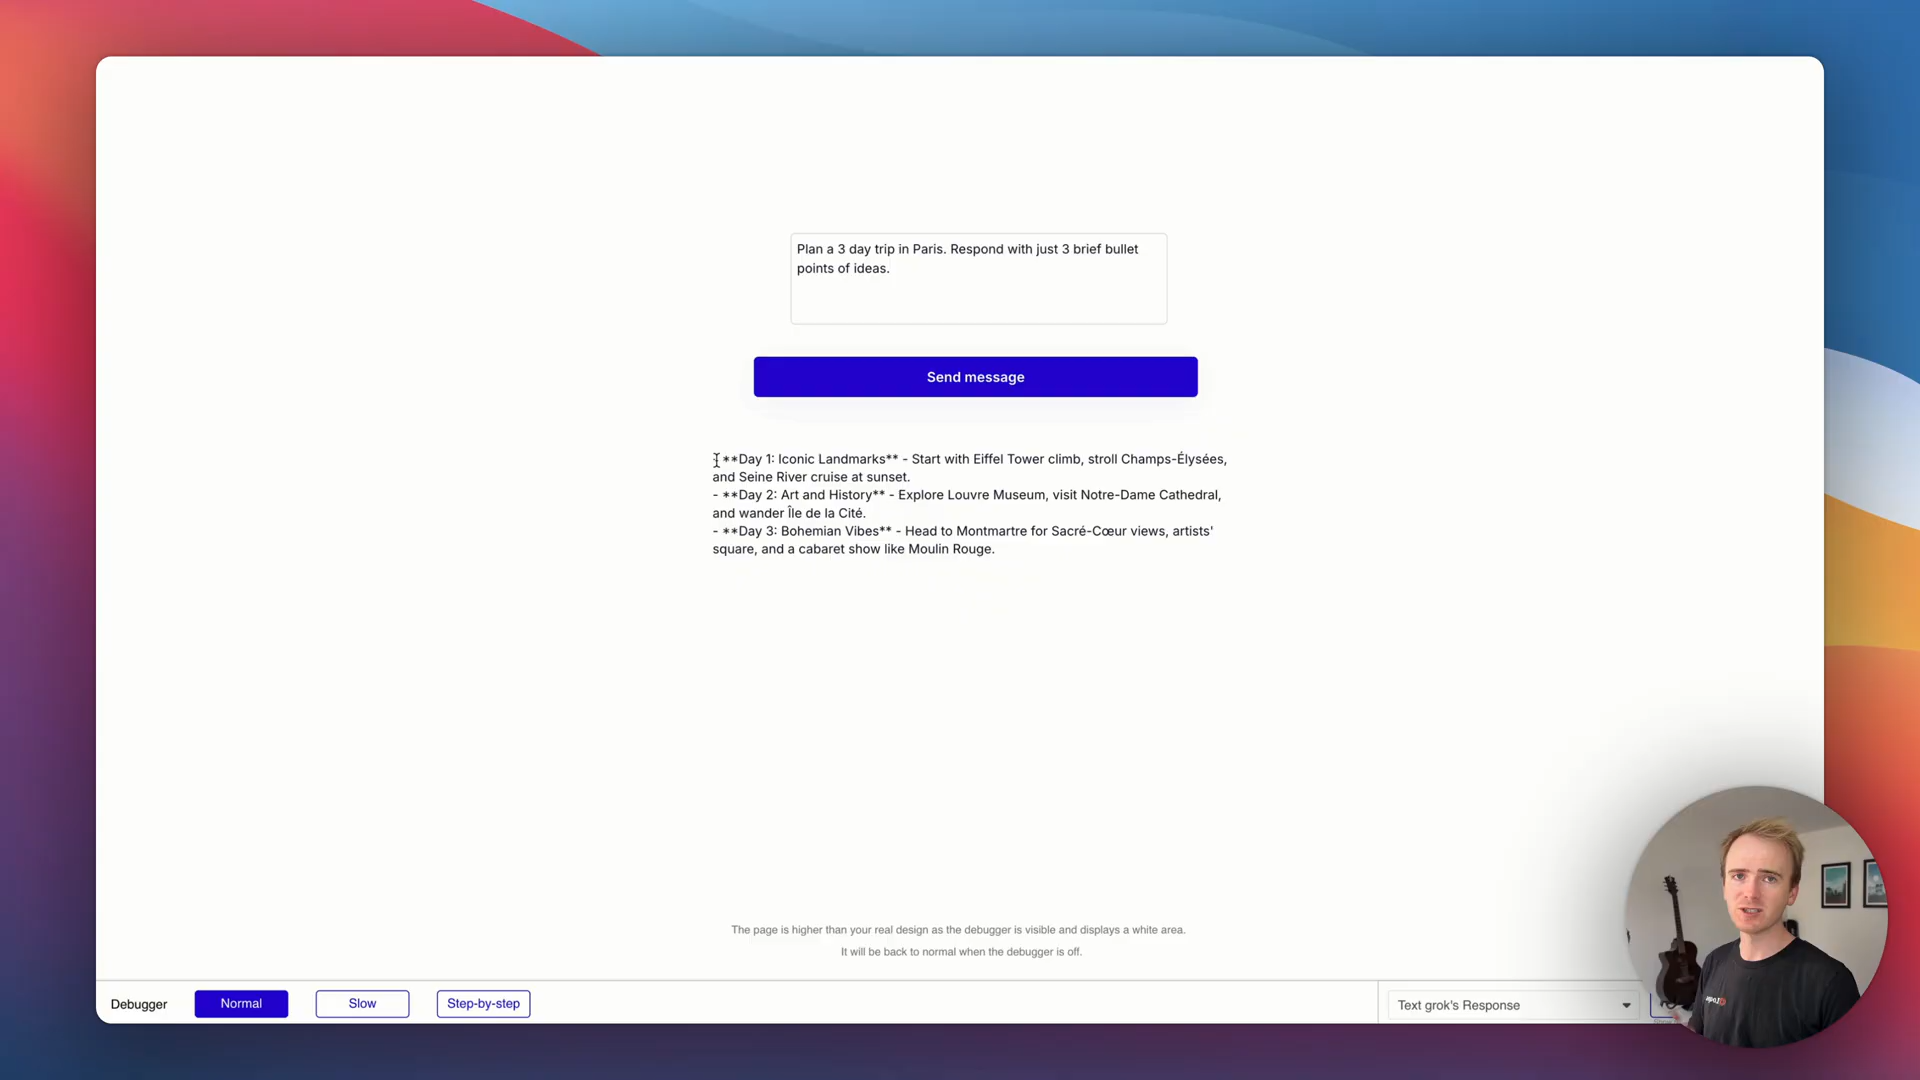 Plan a 3 day trip in Paris. Respond with just 3 brief bullet
points of ideas.
Send message
**Day 1: Iconic Landmarks** - Start with Eiffel Tower climb, stroll Champs-Élysées,
and Seine River cruise at sunset.
- **Day 2: Art and History** - Explore Louvre Museum, visit Notre-Dame Cathedral,
and wander Île de la Cité.
- **Day 3: Bohemian Vibes** - Head to Montmartre for Sacré-Cœur views, artists'
square, and a cabaret show like Moulin Rouge.
The page is higher than your real design as the debugger is visible and displays a white area.
It will be back to normal when the debugger is off.
Debugger
Normal
Slow
Step-by-step
Text grok's Response